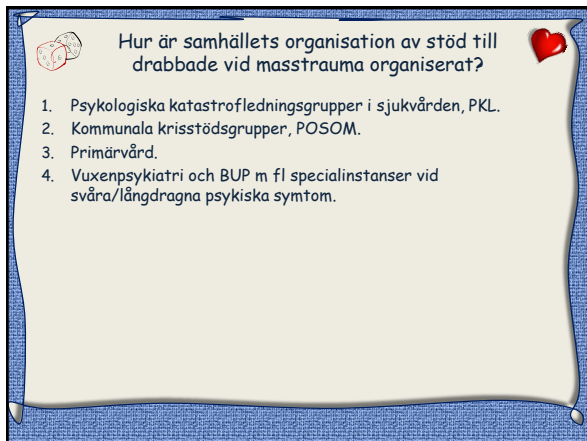 Hur är samhällets organisation av stöd till
drabbade vid masstrauma organiserat?
1. Psykologiska katastrofledningsgrupper i sjukvården, PKL.
2. Kommunala krisstödsgrupper, POSOM.
3. Primärvård.
4. Vuxenpsykiatri och BUP m fl specialinstanser vid
svåra/långdragna psykiska symtom.